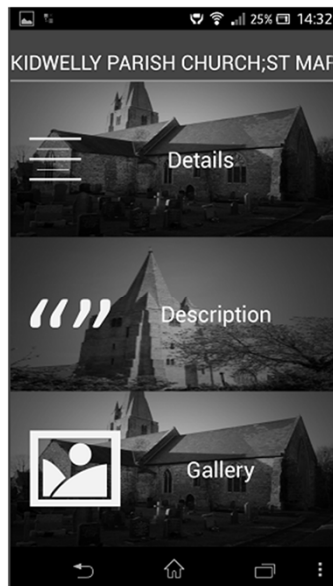 25% 14:32
KIDWELLY PARISH CHURCH;ST MAR
Details
“”
Description
Gallery